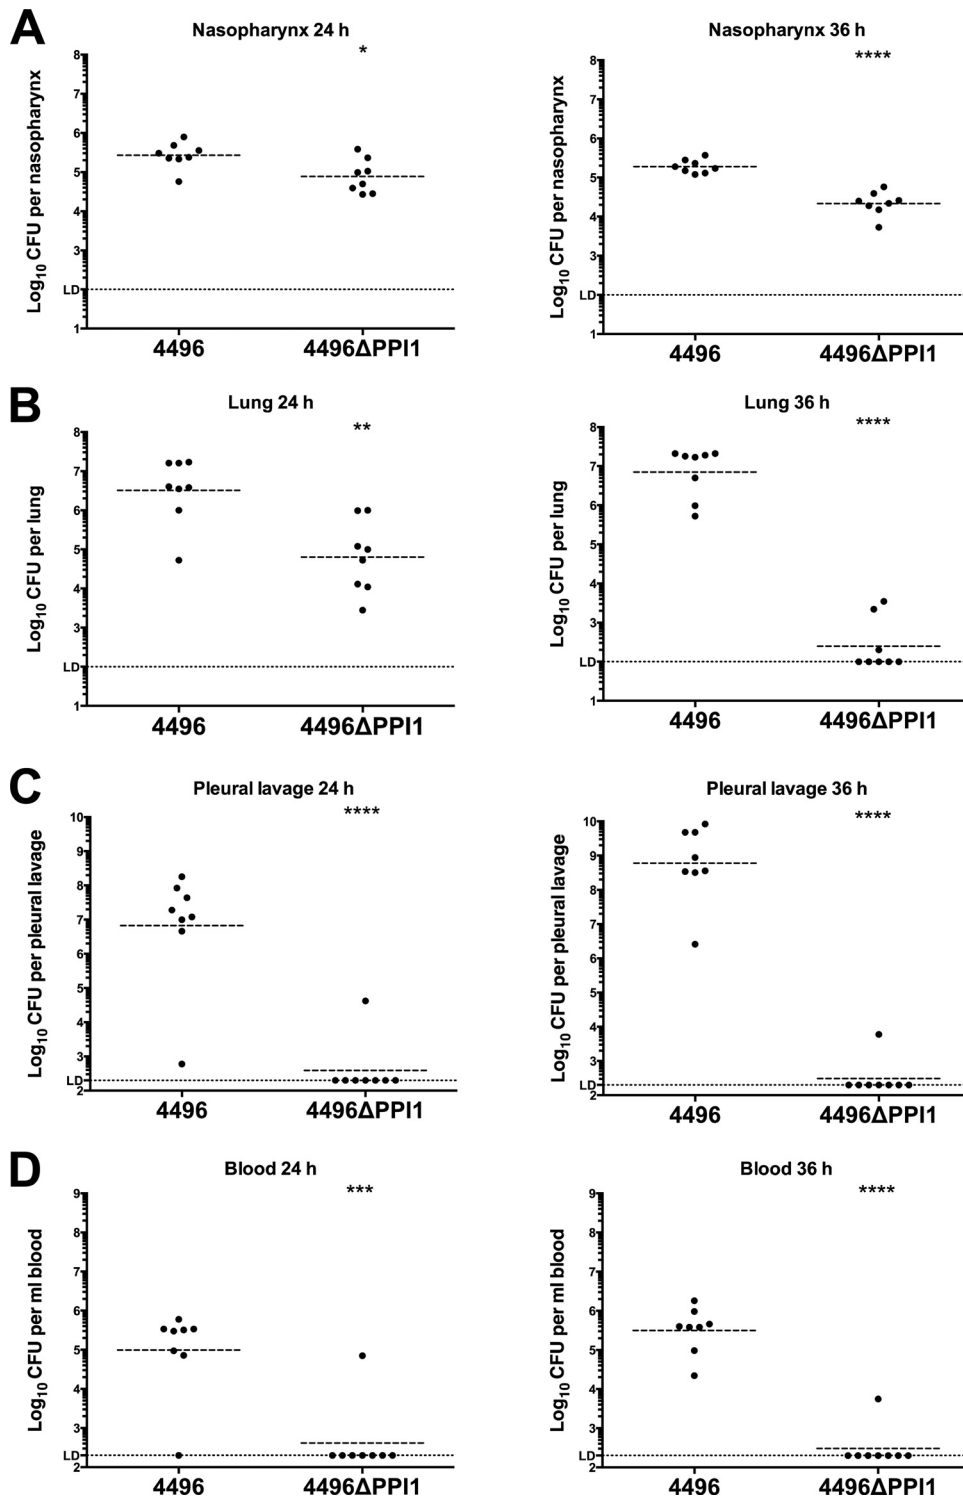 A
Nasopharynx 24 h
*
Log10 CFU per nasopharynx
8
7
6
5
4
3
LD
1
4496
4496ΔPPI1
Nasopharynx 36 h
****
Log10 CFU per nasopharynx
8
7
6
5
4
3
LD
1
4496
4496ΔPPI1
B
Lung 24 h
**
Log10 CFU per lung
8
7
6
5
4
3
LD
1
4496
4496ΔPPI1
Lung 36 h
****
Log10 CFU per lung
8
7
6
5
4
3
LD
1
4496
4496ΔPPI1
C
Pleural lavage 24 h
****
Log10 CFU per pleural lavage
10
9
8
7
6
5
4
3
LD
2
4496
4496ΔPPI1
Pleural lavage 36 h
****
Log10 CFU per pleural lavage
10
9
8
7
6
5
4
3
LD
2
4496
4496ΔPPI1
D
Blood 24 h
***
Log10 CFU per ml blood
9
8
7
6
5
4
3
LD
2
4496
4496ΔPPI1
Blood 36 h
****
Log10 CFU per ml blood
9
8
7
6
5
4
3
LD
2
4496
4496ΔPPI1